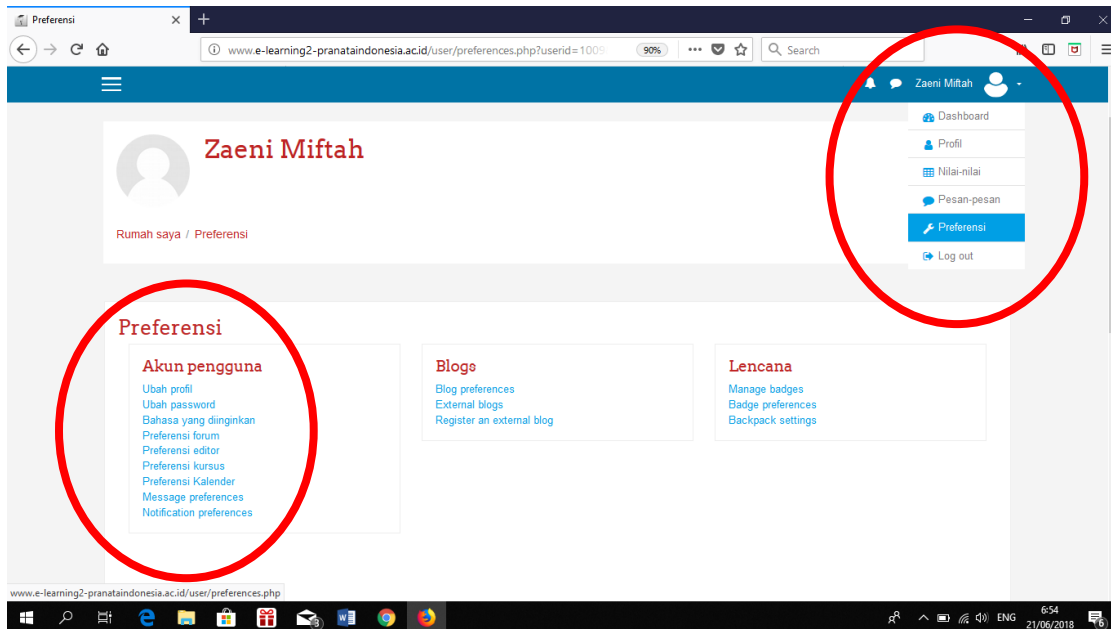 Preferensi
www.e-learning2-pranataindonesia.ac.id/user/preferences.php?userid=1009
90%
Search
Zaeni Miftah
Dashboard
Profil
Nilai-nilai
Pesan-pesan
Preferensi
Log out
Zaeni Miftah
Rumah saya / Preferensi
Preferensi
Akun pengguna
Ubah profil
Ubah password
Bahasa yang diinginkan
Preferensi forum
Preferensi editor
Preferensi kursus
Preferensi Kalender
Message preferences
Notification preferences
Blogs
Blog preferences
External blogs
Register an external blog
Lencana
Manage badges
Badge preferences
Backpack settings
www.e-learning2-pranataindonesia.ac.id/user/preferences.php
ENG
6:54
21/06/2018